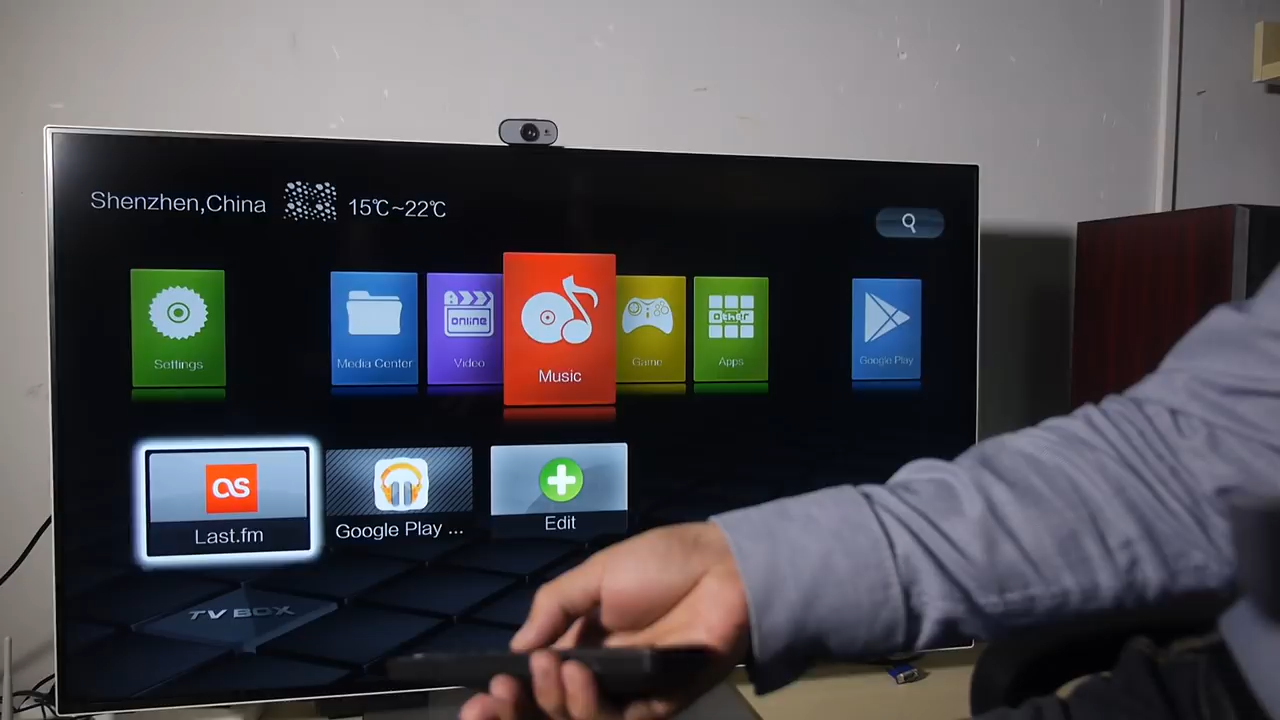 Shenzhen,China 15℃~22℃
Settings
Media Center
online
Video
Music
Game
Other
Apps
Google Play
Last.fm
Google Play ...
Edit
TV BOX